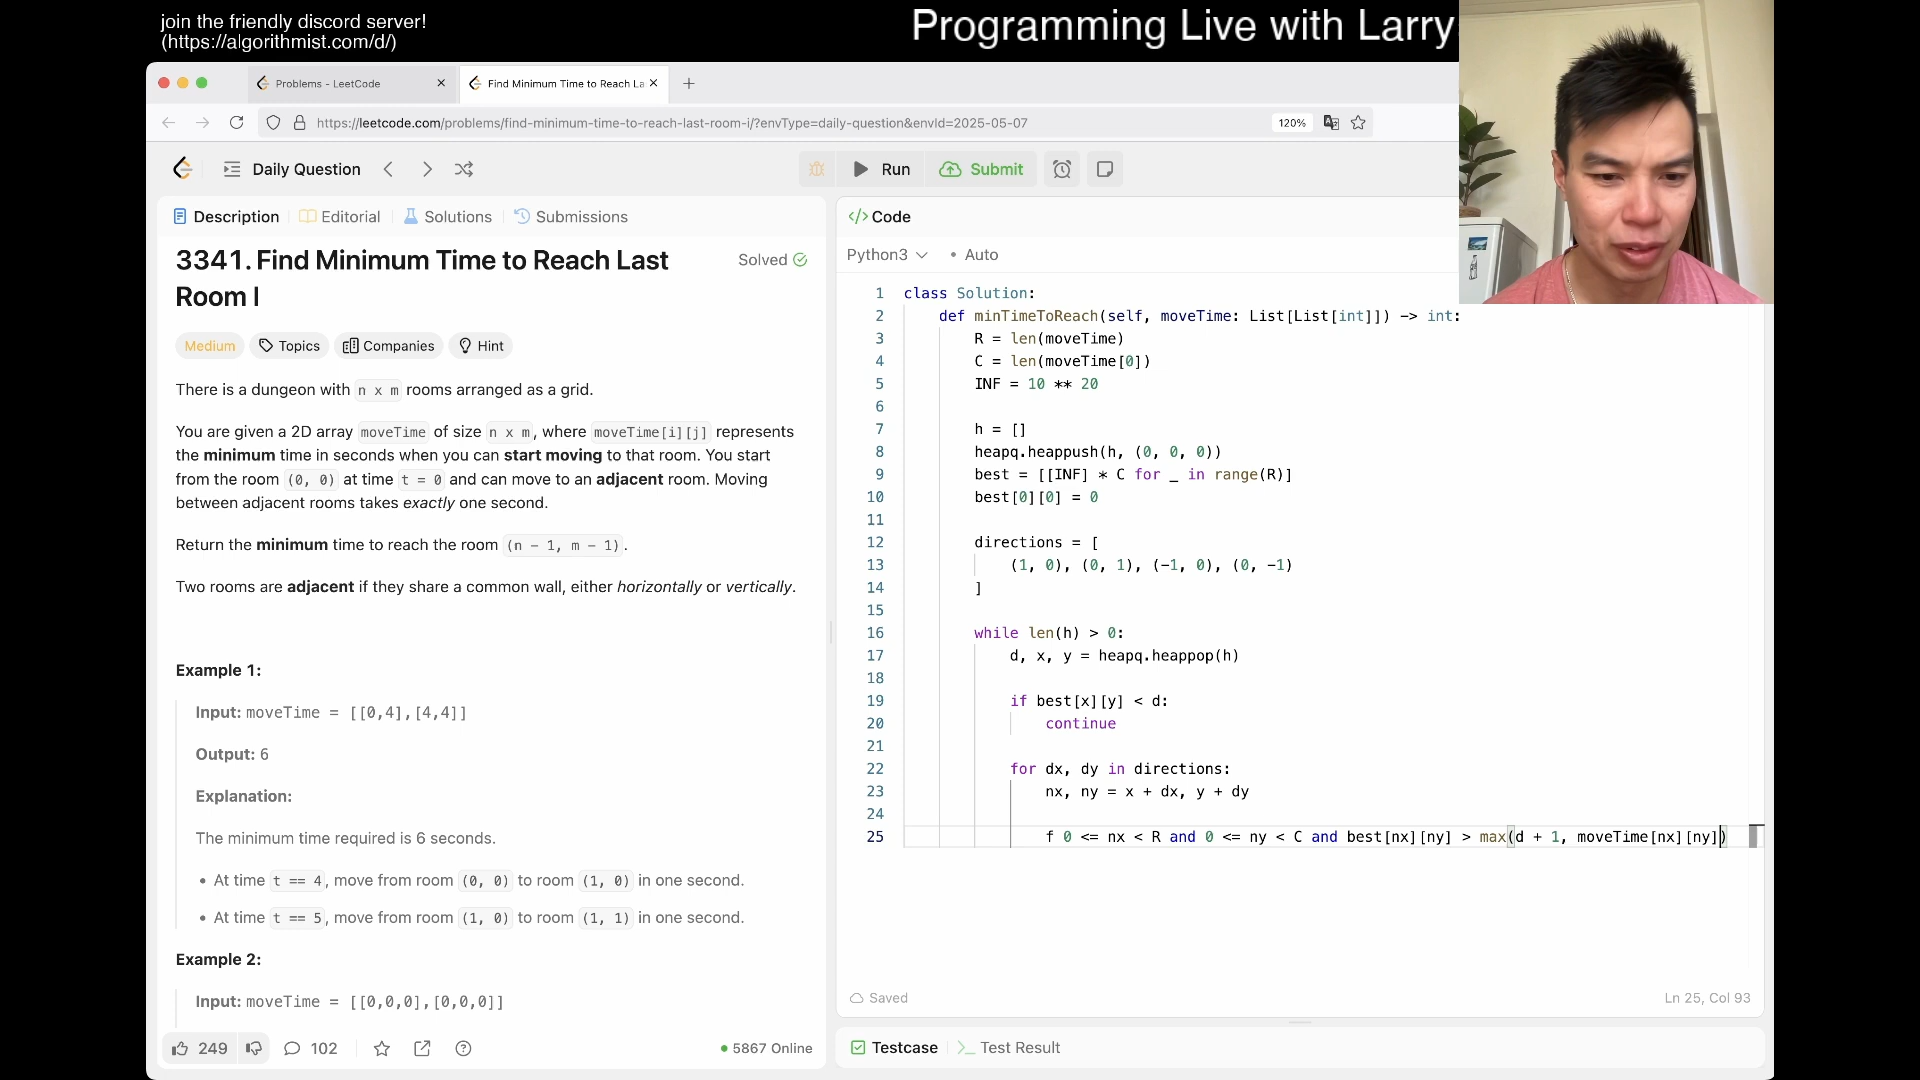 join the friendly discord server!
(https://algorithmist.com/d/)
Programming Live with Larry
Problems - LeetCode
Find Minimum Time to Reach La
https://leetcode.com/problems/find-minimum-time-to-reach-last-room-i/?envType=daily-question&envId=2025-05-07
120%
Daily Question
Run
Submit
Description
Editorial
Solutions
Submissions
3341. Find Minimum Time to Reach Last
Room I
Solved
Medium
Topics
Companies
Hint
There is a dungeon with n x m rooms arranged as a grid.
You are given a 2D array moveTime of size n x m, where moveTime[i][j] represents
the minimum time in seconds when you can start moving to that room. You start
from the room (0, 0) at time t = 0 and can move to an adjacent room. Moving
between adjacent rooms takes exactly one second.
Return the minimum time to reach the room (n - 1, m - 1).
Two rooms are adjacent if they share a common wall, either horizontally or vertically.
Example 1:
Input: moveTime = [[0,4],[4,4]]
Output: 6
Explanation:
The minimum time required is 6 seconds.
• At time t == 4, move from room (0, 0) to room (1, 0) in one second.
• At time t == 5, move from room (1, 0) to room (1, 1) in one second.
Example 2:
Input: moveTime = [[0,0,0],[0,0,0]]
249
102
5867 Online
</> Code
Python3
• Auto
1 class Solution:
2 def minTimeToReach(self, moveTime: List[List[int]]) -> int:
3 R = len(moveTime)
4 C = len(moveTime[0])
5 INF = 10 ** 20
6
7 h = []
8 heapq.heappush(h, (0, 0, 0))
9 best = [[INF] * C for _ in range(R)]
10 best[0][0] = 0
11
12 directions = [
13 (1, 0), (0, 1), (-1, 0), (0, -1)
14 ]
15
16 while len(h) > 0:
17 d, x, y = heapq.heappop(h)
18
19 if best[x][y] < d:
20 continue
21
22 for dx, dy in directions:
23 nx, ny = x + dx, y + dy
24
25 f 0 <= nx < R and 0 <= ny < C and best[nx][ny] > max(d + 1, moveTime[nx][ny])
Saved
Ln 25, Col 93
Testcase
Test Result